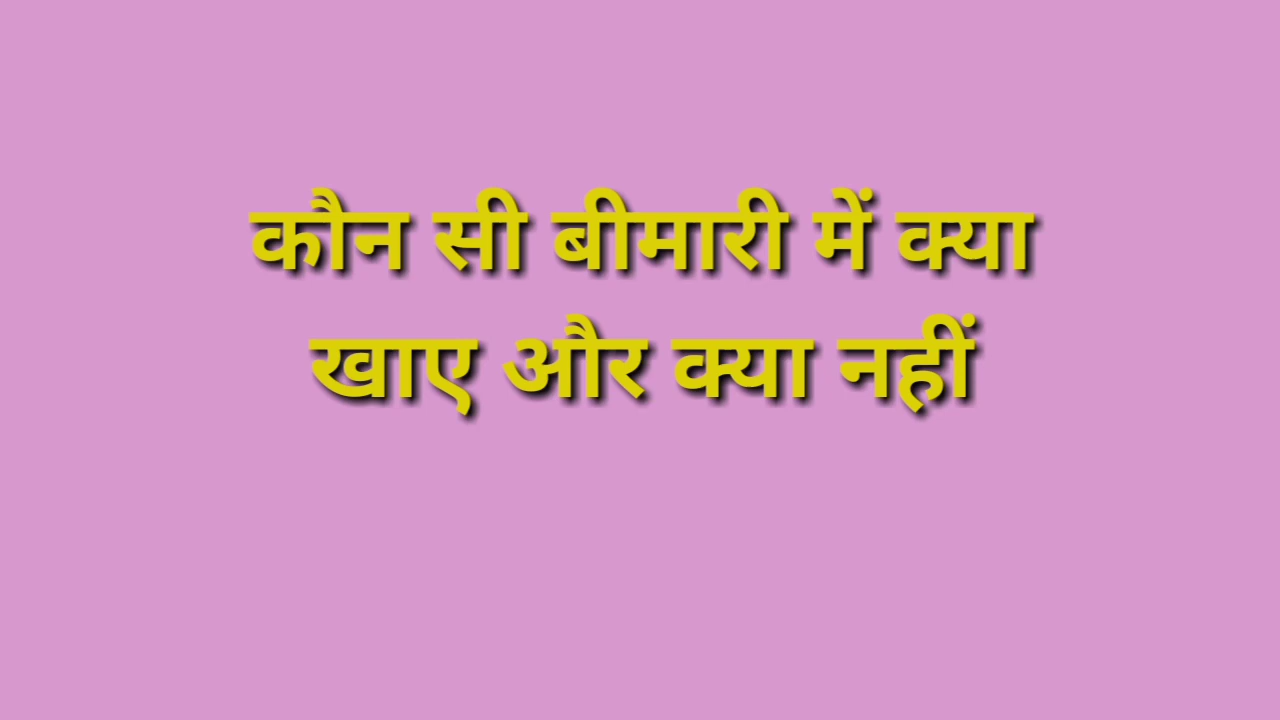 कौन सी बीमारी में क्या
खाए और क्या नहीं